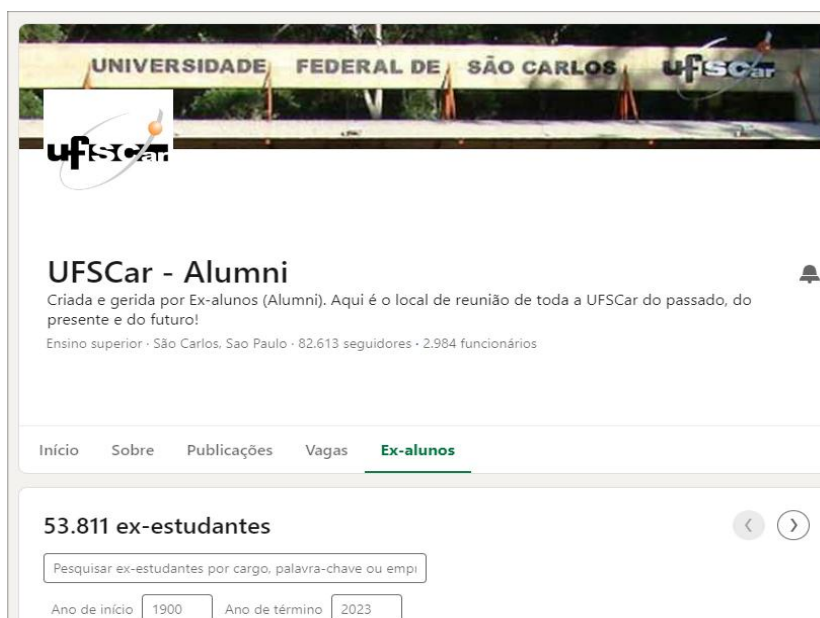 UNIVERSIDADE FEDERAL DE SÃO CARLOS ufscar
ufscar
UFSCar - Alumni
Criada e gerida por Ex-alunos (Alumni). Aqui é o local de reunião de toda a UFSCar do passado, do
presente e do futuro!
Ensino superior · São Carlos, Sao Paulo · 82.613 seguidores · 2.984 funcionários
Início Sobre Publicações Vagas Ex-alunos
53.811 ex-estudantes
Pesquisar ex-estudantes por cargo, palavra-chave ou empr
Ano de início 1900 Ano de término 2023